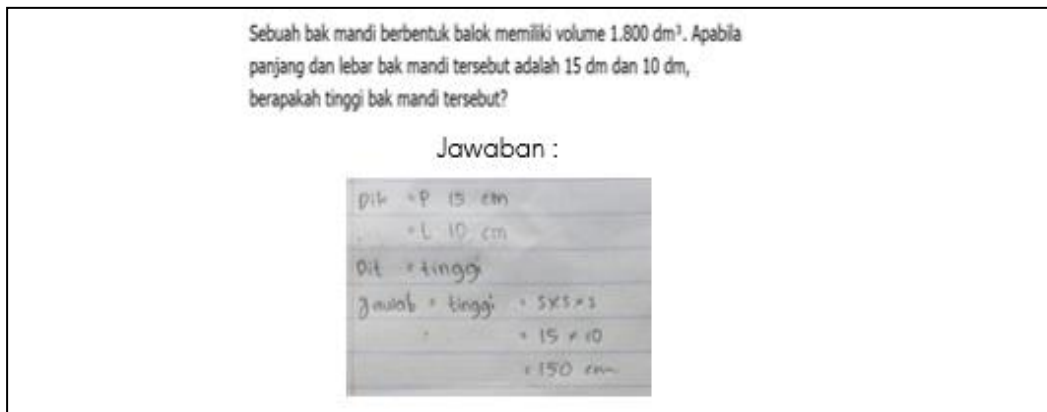 Sebuah bak mandi berbentuk balok memiliki volume 1.800 dm³. Apabila
panjang dan lebar bak mandi tersebut adalah 15 dm dan 10 dm,
berapakah tinggi bak mandi tersebut?
Jawaban :
Dik = P 15 cm
= L 10 cm
Dit = tinggi
Jawab = tinggi = s×s×s
= 15 × 10
= 150 cm